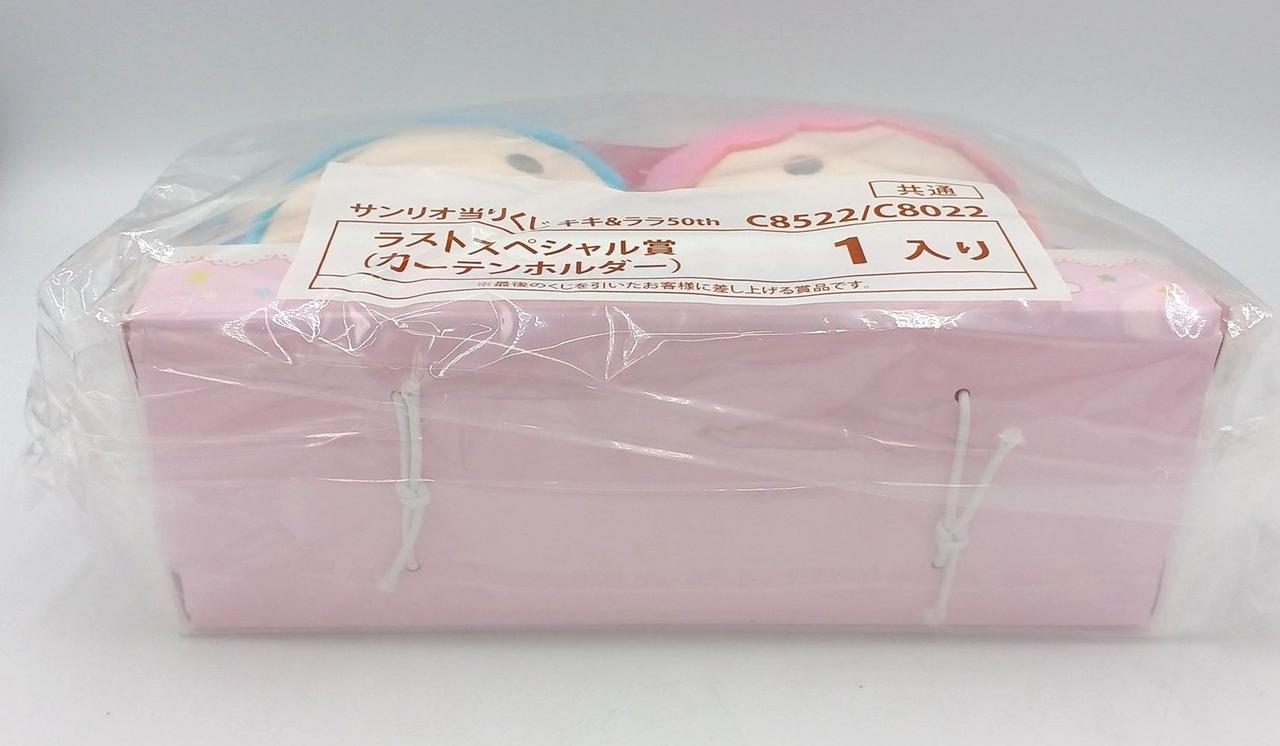 共通
サンリオ当りくじ キキ&ララ50th C8522/C8022
ラストスペシャル賞
(カーテンホルダー)
1 入り
※最後のくじを引いたお客様に差し上げる賞品です。